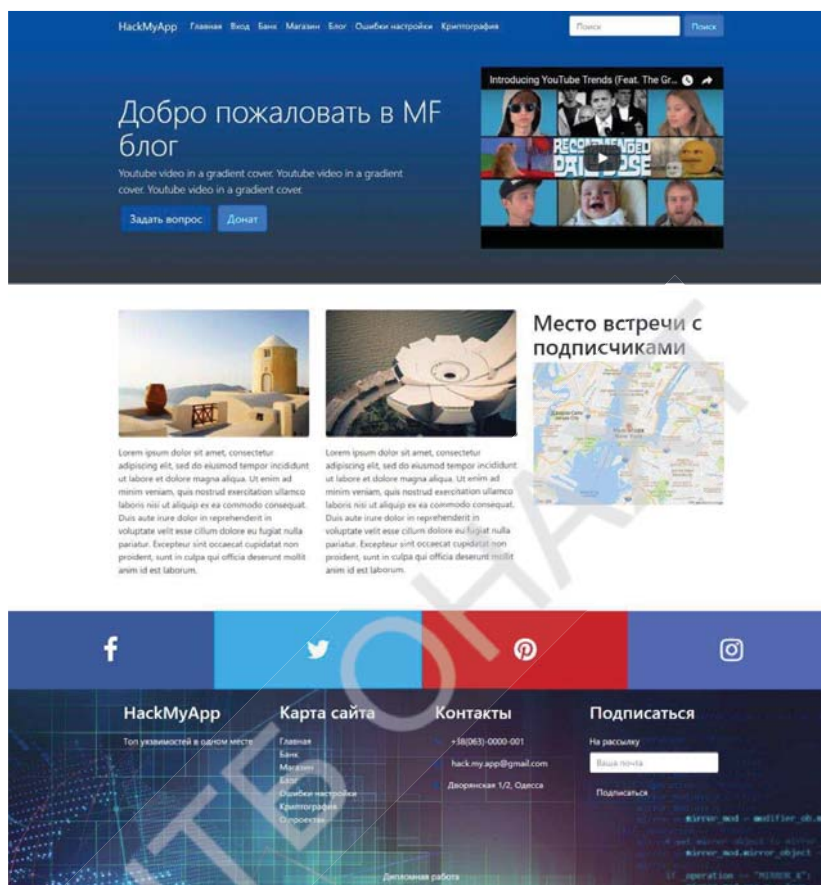 HackMyApp Главная Вход Банк Магазин Блог Ошибки настройки Криптография Поиск Поиск
Добро пожаловать в MF
блог
Youtube video in a gradient cover. Youtube video in a gradient
cover. Youtube video in a gradient cover.
Задать вопрос Донат
Introducing YouTube Trends (Feat. The Gr...
RECOMMENDED
Место встречи с
подписчиками
Lorem ipsum dolor sit amet, consectetur
adipiscing elit, sed do eiusmod tempor incididunt
ut labore et dolore magna aliqua. Ut enim ad
minim veniam, quis nostrud exercitation ullamco
laboris nisi ut aliquip ex ea commodo consequat.
Duis aute irure dolor in reprehenderit in
voluptate velit esse cillum dolore eu fugiat nulla
pariatur. Excepteur sint occaecat cupidatat non
proident, sunt in culpa qui officia deserunt mollit
anim id est laborum.
Lorem ipsum dolor sit amet, consectetur
adipiscing elit, sed do eiusmod tempor incididunt
ut labore et dolore magna aliqua. Ut enim ad
minim veniam, quis nostrud exercitation ullamco
laboris nisi ut aliquip ex ea commodo consequat.
Duis aute irure dolor in reprehenderit in
voluptate velit esse cillum dolore eu fugiat nulla
pariatur. Excepteur sint occaecat cupidatat non
proident, sunt in culpa qui officia deserunt mollit
anim id est laborum.
HackMyApp
Топ уязвимостей в одном месте
Карта сайта
Главная
Банк
Магазин
Блог
Ошибки настройки
Криптография
О проектах
Контакты
+38(063)-0000-001
hack.my.app@gmail.com
Дворянская 1/2, Одесса
Подписаться
На рассылку
Ваша почта
Подписаться
mirror_mod = modifier_ob.m
mirror_mod.mirror_object
if _operation == "MIRROR_X":
Дипломная работа
НТБ ОНАХТ